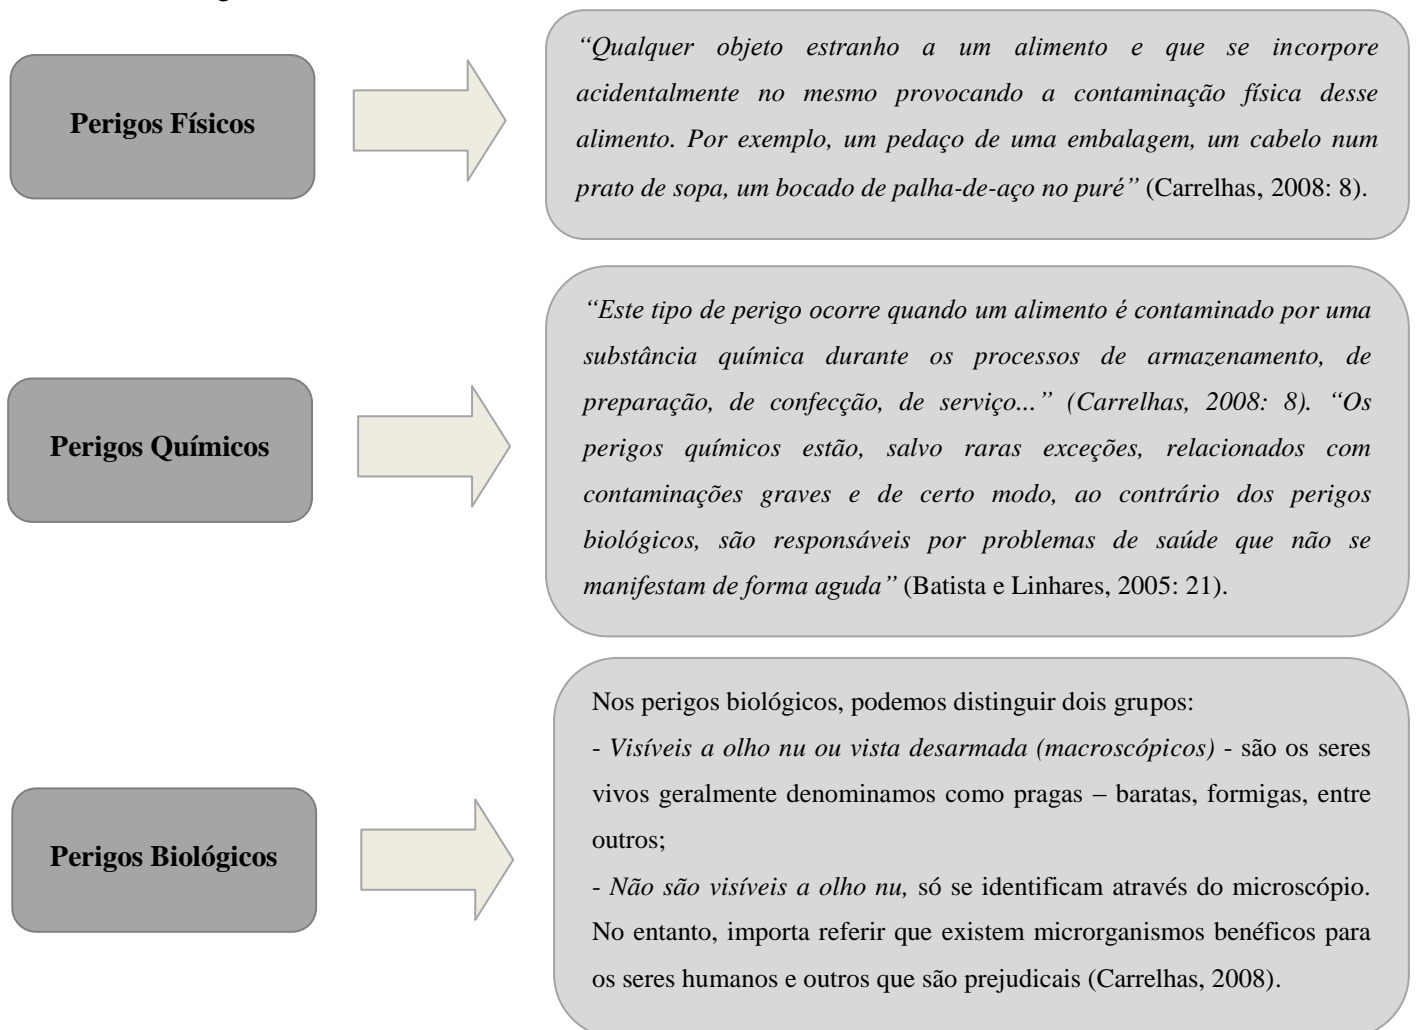 Perigos Físicos
“Qualquer objeto estranho a um alimento e que se incorpore
acidentalmente no mesmo provocando a contaminação física desse
alimento. Por exemplo, um pedaço de uma embalagem, um cabelo num
prato de sopa, um bocado de palha-de-aço no puré” (Carrelhas, 2008: 8).
Perigos Químicos
“Este tipo de perigo ocorre quando um alimento é contaminado por uma
substância química durante os processos de armazenamento, de
preparação, de confecção, de serviço...” (Carrelhas, 2008: 8). “Os
perigos químicos estão, salvo raras exceções, relacionados com
contaminações graves e de certo modo, ao contrário dos perigos
biológicos, são responsáveis por problemas de saúde que não se
manifestam de forma aguda” (Batista e Linhares, 2005: 21).
Perigos Biológicos
Nos perigos biológicos, podemos distinguir dois grupos:
- Visíveis a olho nu ou vista desarmada (macroscópicos) - são os seres
vivos geralmente denominamos como pragas – baratas, formigas, entre
outros;
- Não são visíveis a olho nu, só se identificam através do microscópio.
No entanto, importa referir que existem microrganismos benéficos para
os seres humanos e outros que são prejudicais (Carrelhas, 2008).